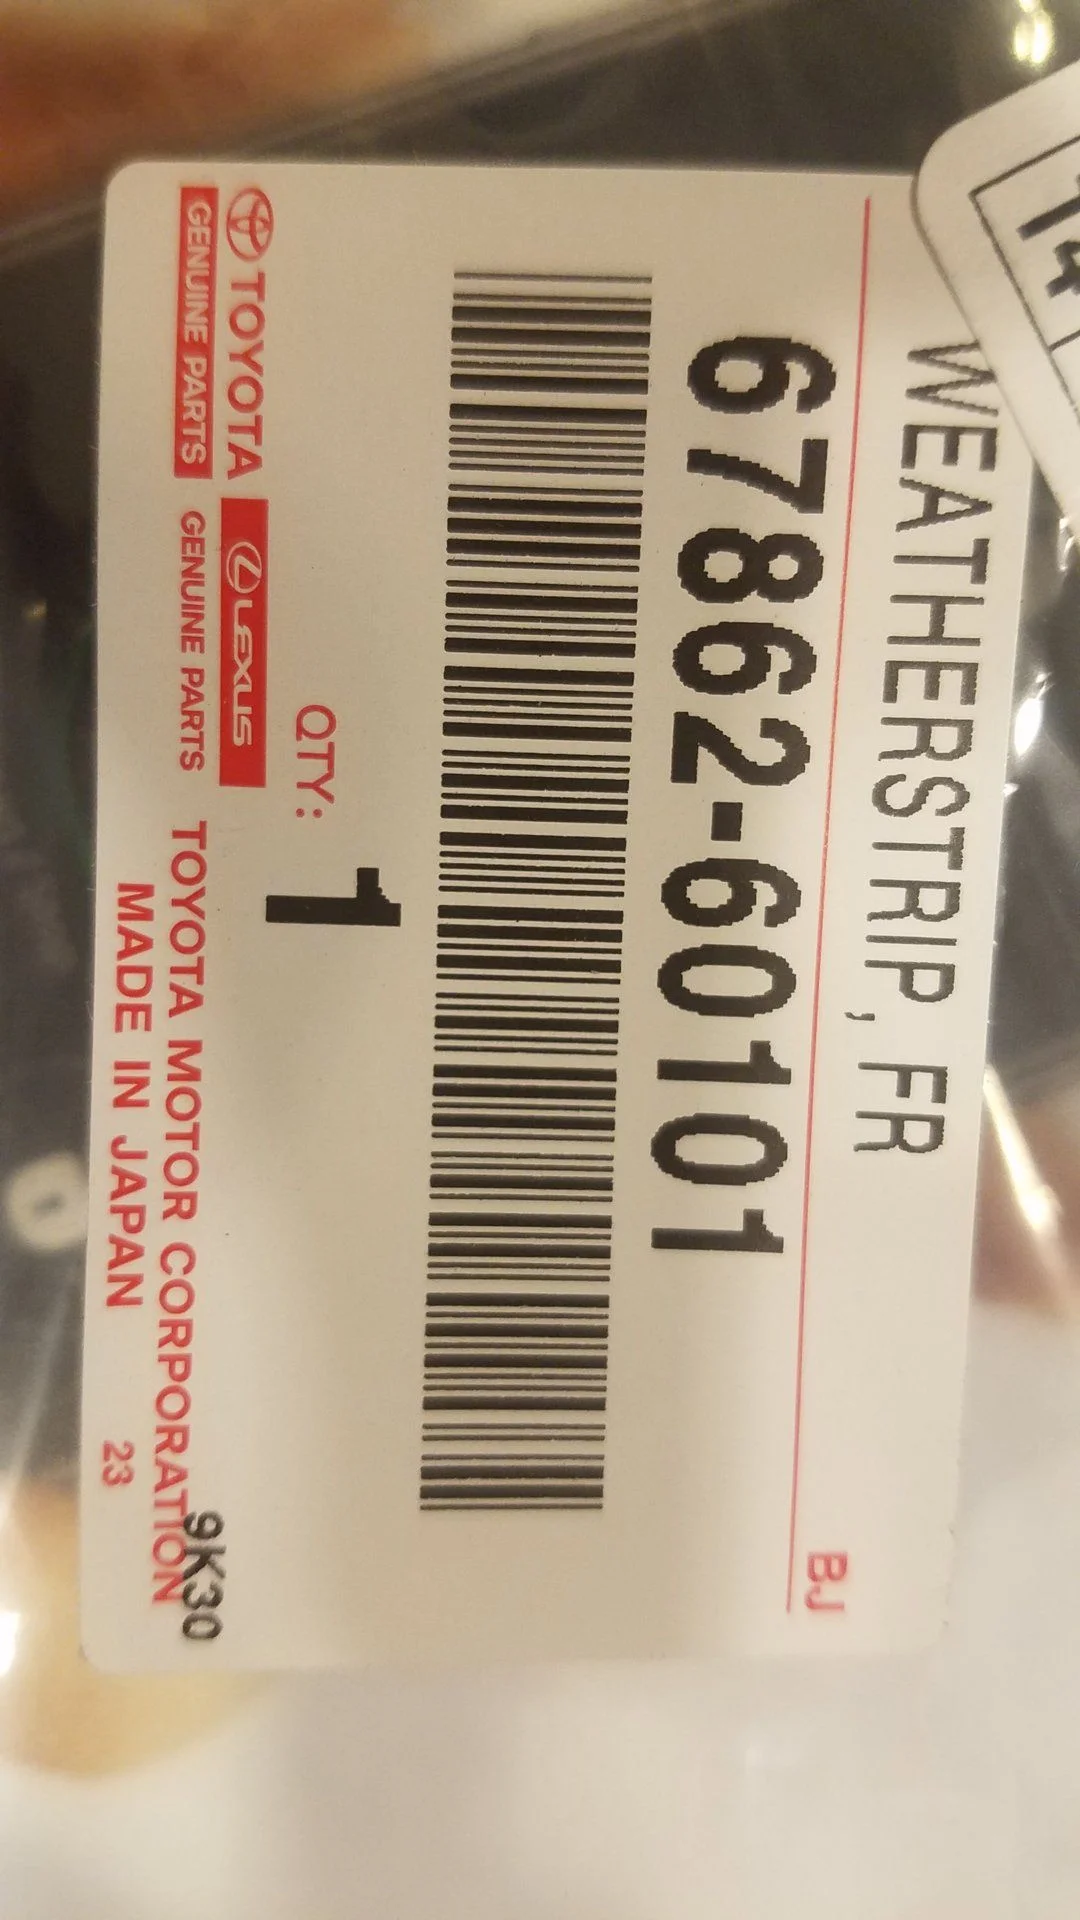 WEATHERSTRIP, FR
BJ
67862-60101
QTY: 1
TOYOTA
GENUINE PARTS
LEXUS
GENUINE PARTS
TOYOTA MOTOR CORPORATION
MADE IN JAPAN
23
9K30
14